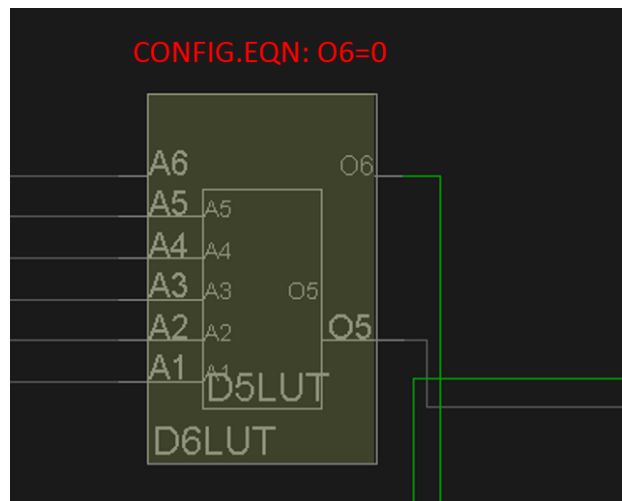 CONFIG.EQN: O6=0
A6
O6
A5
A5
A4
A4
A3
A3
O5
A2
A2
O5
A1
A1
D5LUT
D6LUT